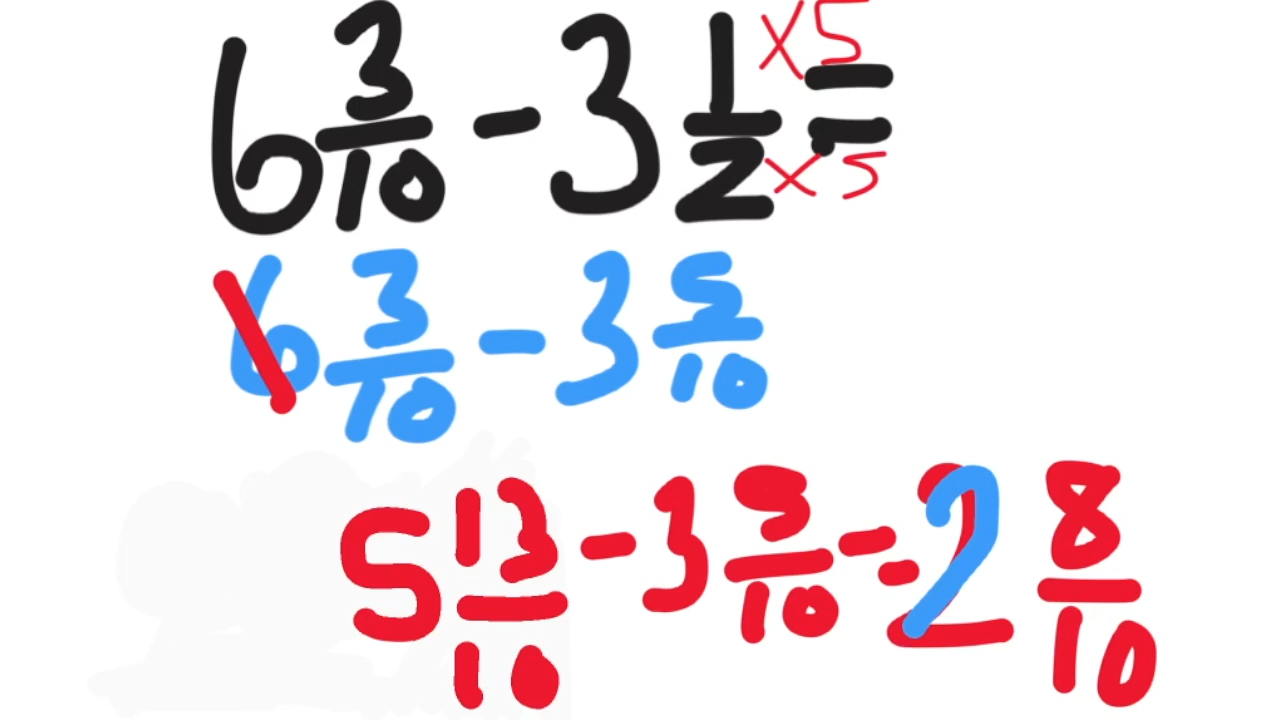 6 3/10 - 3 1/2 ×5/×5 =
6 3/10 - 3 5/10
5 13/10 - 3 5/10 = 2 8/10